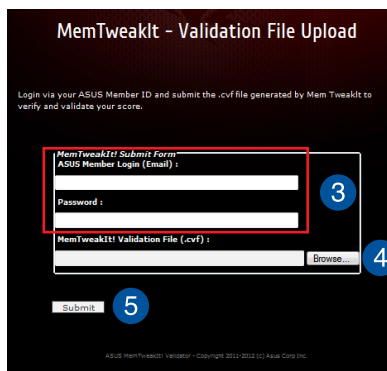 MemTweakIt - Validation File Upload
Login via your ASUS Member ID and submit the .cvf file generated by Mem TweakIt to
verify and validate your score.
MemTweakIt! Submit Form
ASUS Member Login (Email) :
3
Password :
MemTweakIt! Validation File (.cvf) :
Browse...
4
Submit
5
ASUS MemTweakIt! Validator - Copyright 2011-2012 (c) Asus Corp Inc.